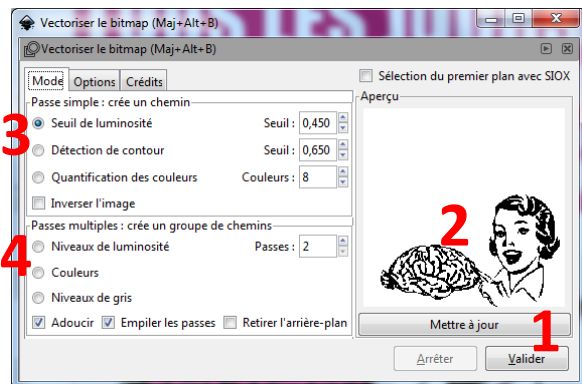 Vectoriser le bitmap (Maj+Alt+B)
Vectoriser le bitmap (Maj+Alt+B)
Mode Options Crédits
Sélection du premier plan avec SIOX
Passe simple : crée un chemin
Aperçu
3
Seuil de luminosité Seuil : 0,450
Détection de contour Seuil : 0,650
Quantification des couleurs Couleurs : 8
Inverser l'image
Passes multiples : crée un groupe de chemins
2
4
Niveaux de luminosité Passes : 2
Couleurs
Niveaux de gris
Adoucir Empiler les passes Retirer l'arrière-plan
Mettre à jour
1
Arrêter Valider